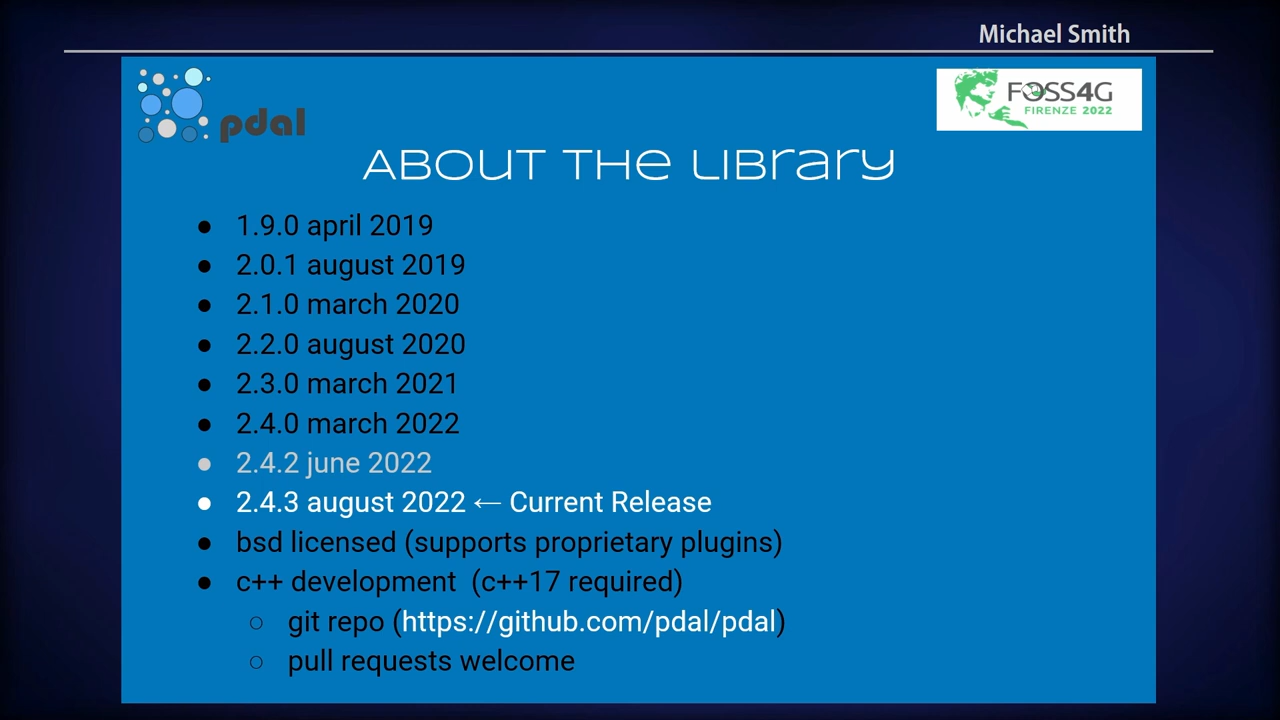 Michael Smith
pdal
FOSS4G
FIRENZE 2022
About the Library
● 1.9.0 april 2019
● 2.0.1 august 2019
● 2.1.0 march 2020
● 2.2.0 august 2020
● 2.3.0 march 2021
● 2.4.0 march 2022
● 2.4.2 june 2022
● 2.4.3 august 2022 ← Current Release
● bsd licensed (supports proprietary plugins)
● c++ development (c++17 required)
○ git repo (https://github.com/pdal/pdal)
○ pull requests welcome